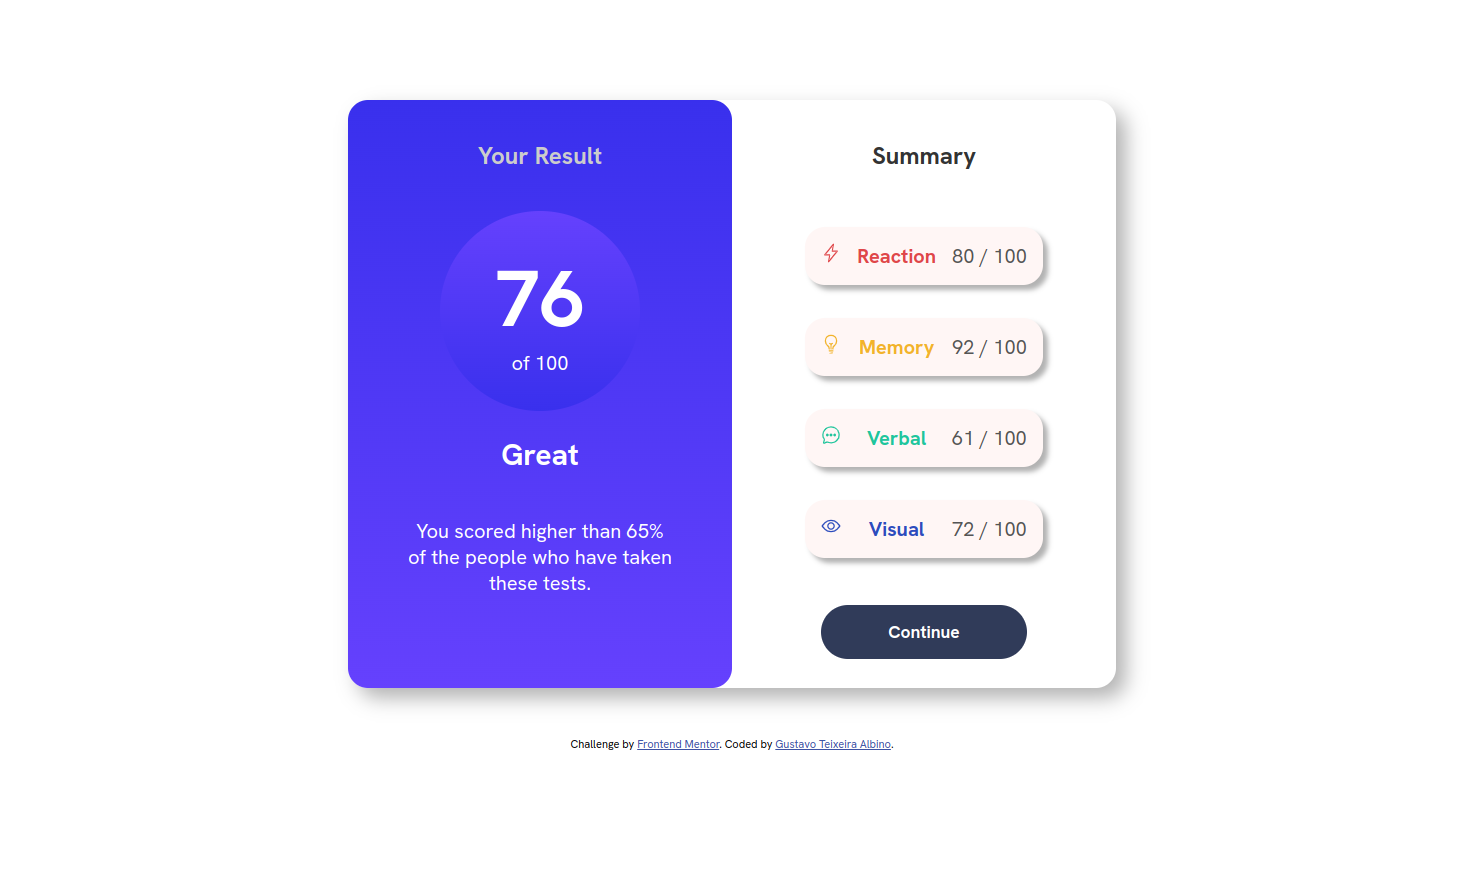 Your Result
76
of 100
Great
You scored higher than 65%
of the people who have taken
these tests.
Summary
Reaction 80 / 100
Memory 92 / 100
Verbal 61 / 100
Visual 72 / 100
Continue
Challenge by Frontend Mentor. Coded by Gustavo Teixeira Albino.